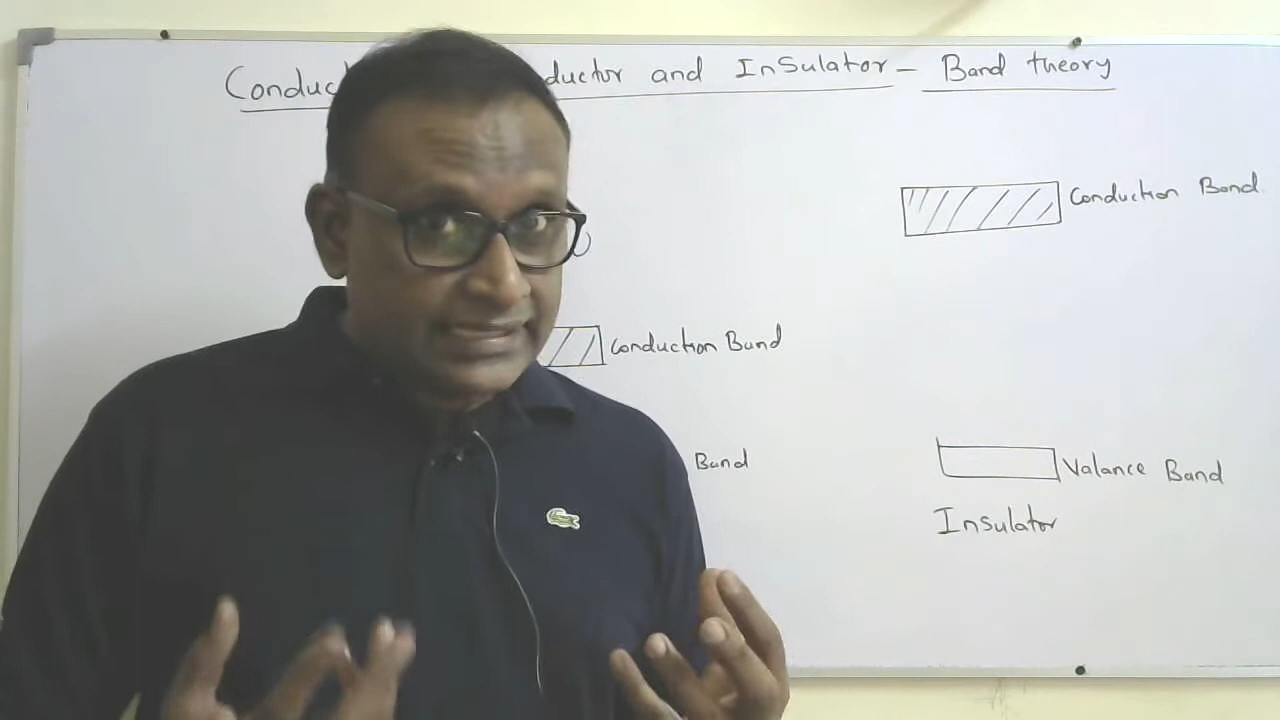 Conduc ductor and Insulator - Band theory
Conduction Band
Conduction Band
Band
Valance Band
Insulator